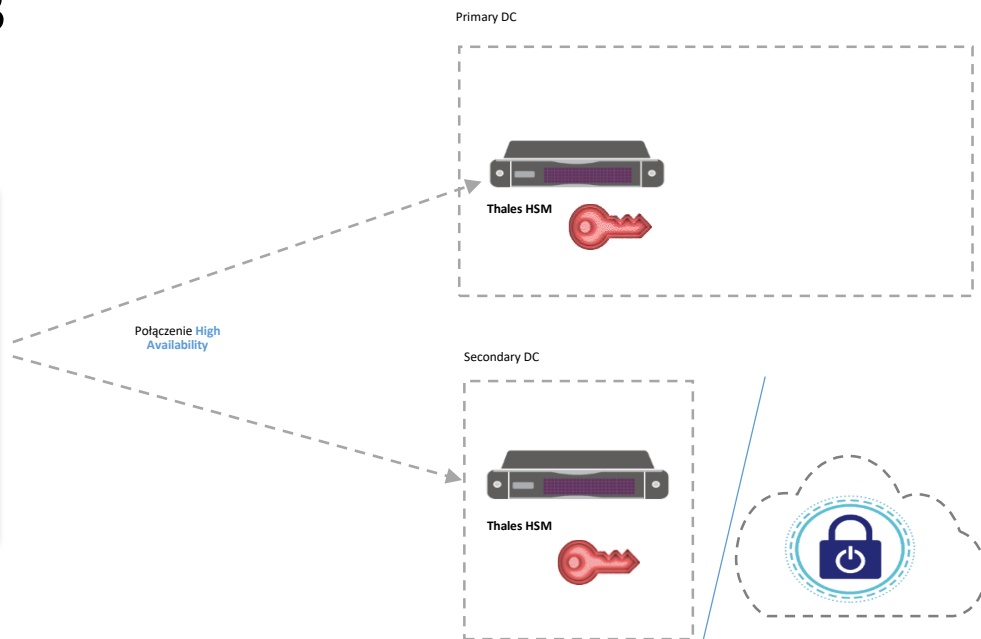 Primary DC
Thales HSM
Połączenie High
Availability
Secondary DC
Thales HSM